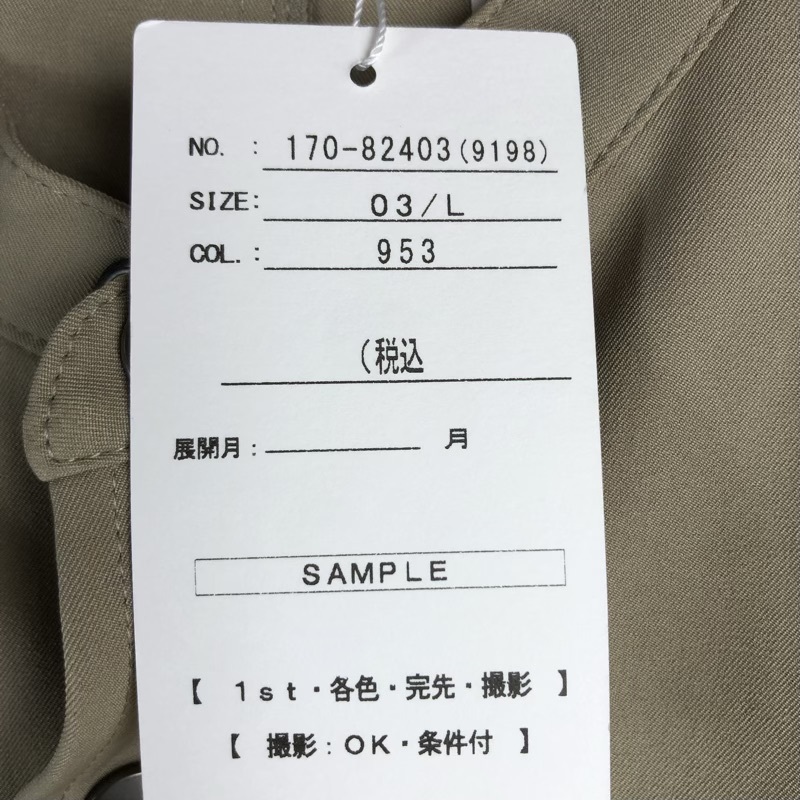 NO. : 170-82403(9198)
SIZE: 03/L
COL. : 953
(税込
展開月: 月
SAMPLE
【 1st・各色・完先・撮影 】
【 撮影:OK・条件付 】